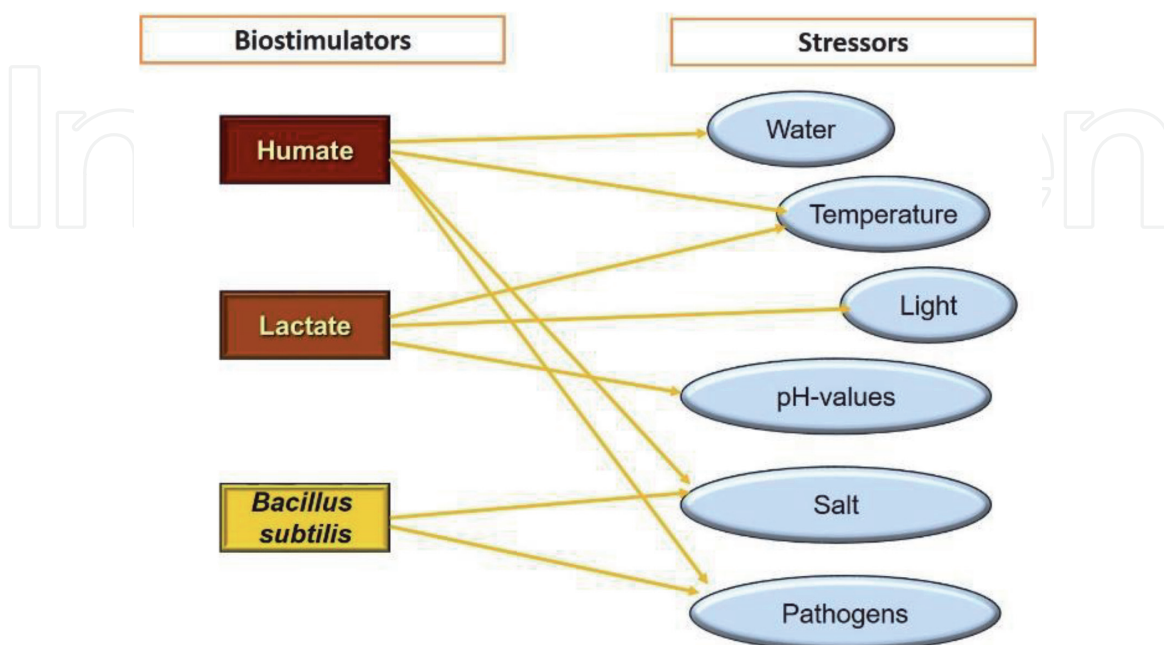 Biostimulators
Stressors
Humate
Water
Temperature
Lactate
Light
pH-values
Bacillus
subtilis
Salt
Pathogens